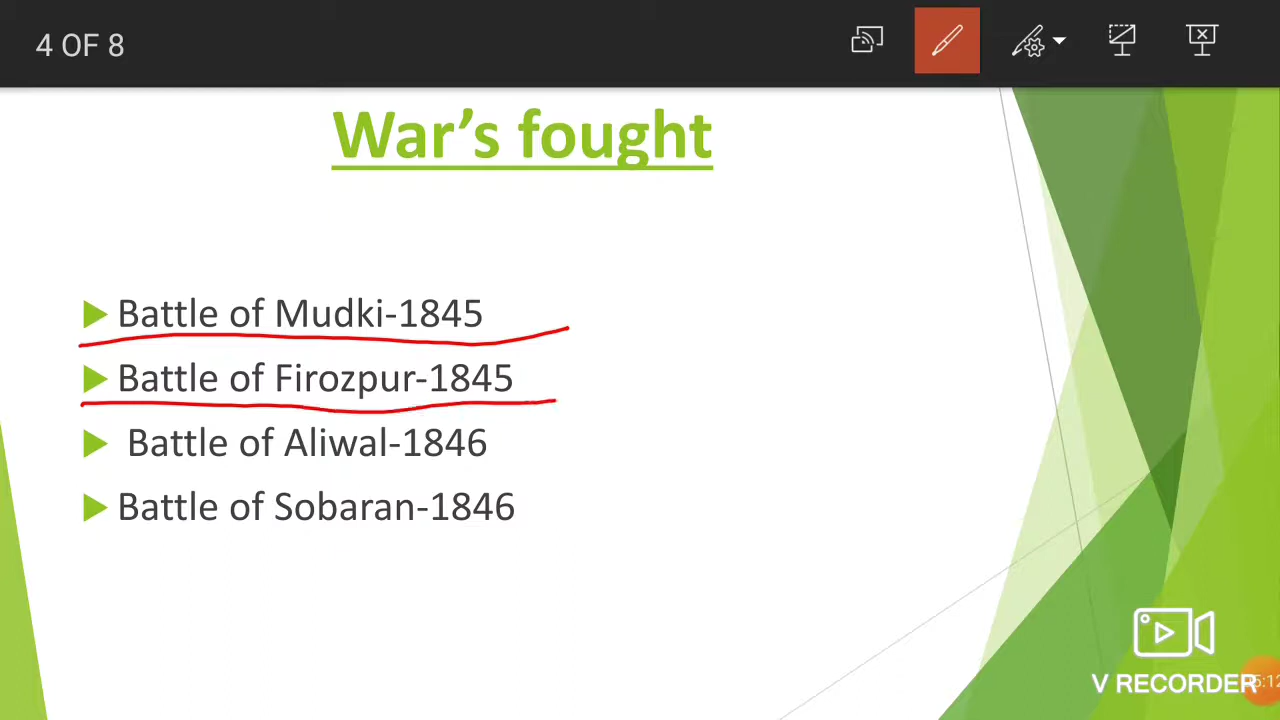 4 OF 8
War’s fought
Battle of Mudki-1845
Battle of Firozpur-1845
Battle of Aliwal-1846
Battle of Sobaran-1846
V RECORDER